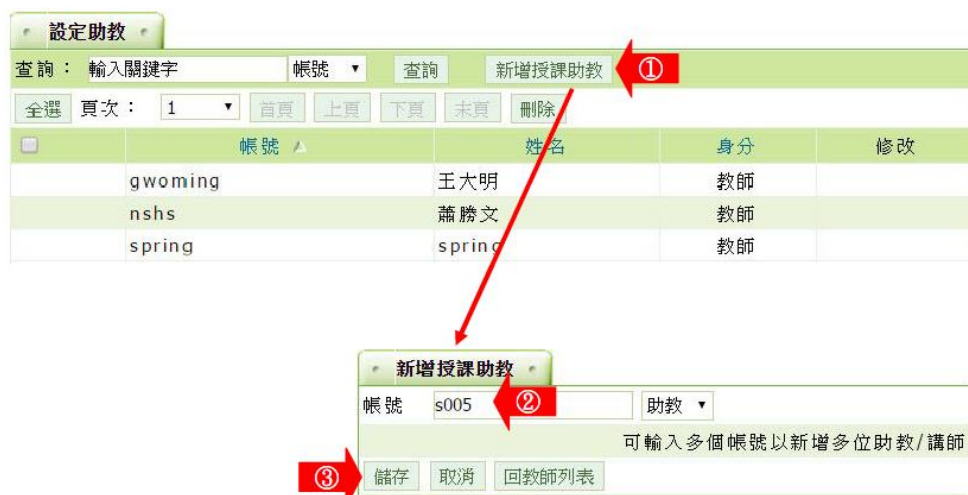 設定助教
查詢： 輸入關鍵字 帳號 查詢 新增授課助教 ①
全選 頁次： 1 首頁 上頁 下頁 末頁 刪除
帳號 姓名 身分 修改
gwoming 王大明 教師
nshs 蕭勝文 教師
spring spring 教師
新增授課助教
帳號 s005 ② 助教
可輸入多個帳號以新增多位助教/講師
③ 儲存 取消 回教師列表